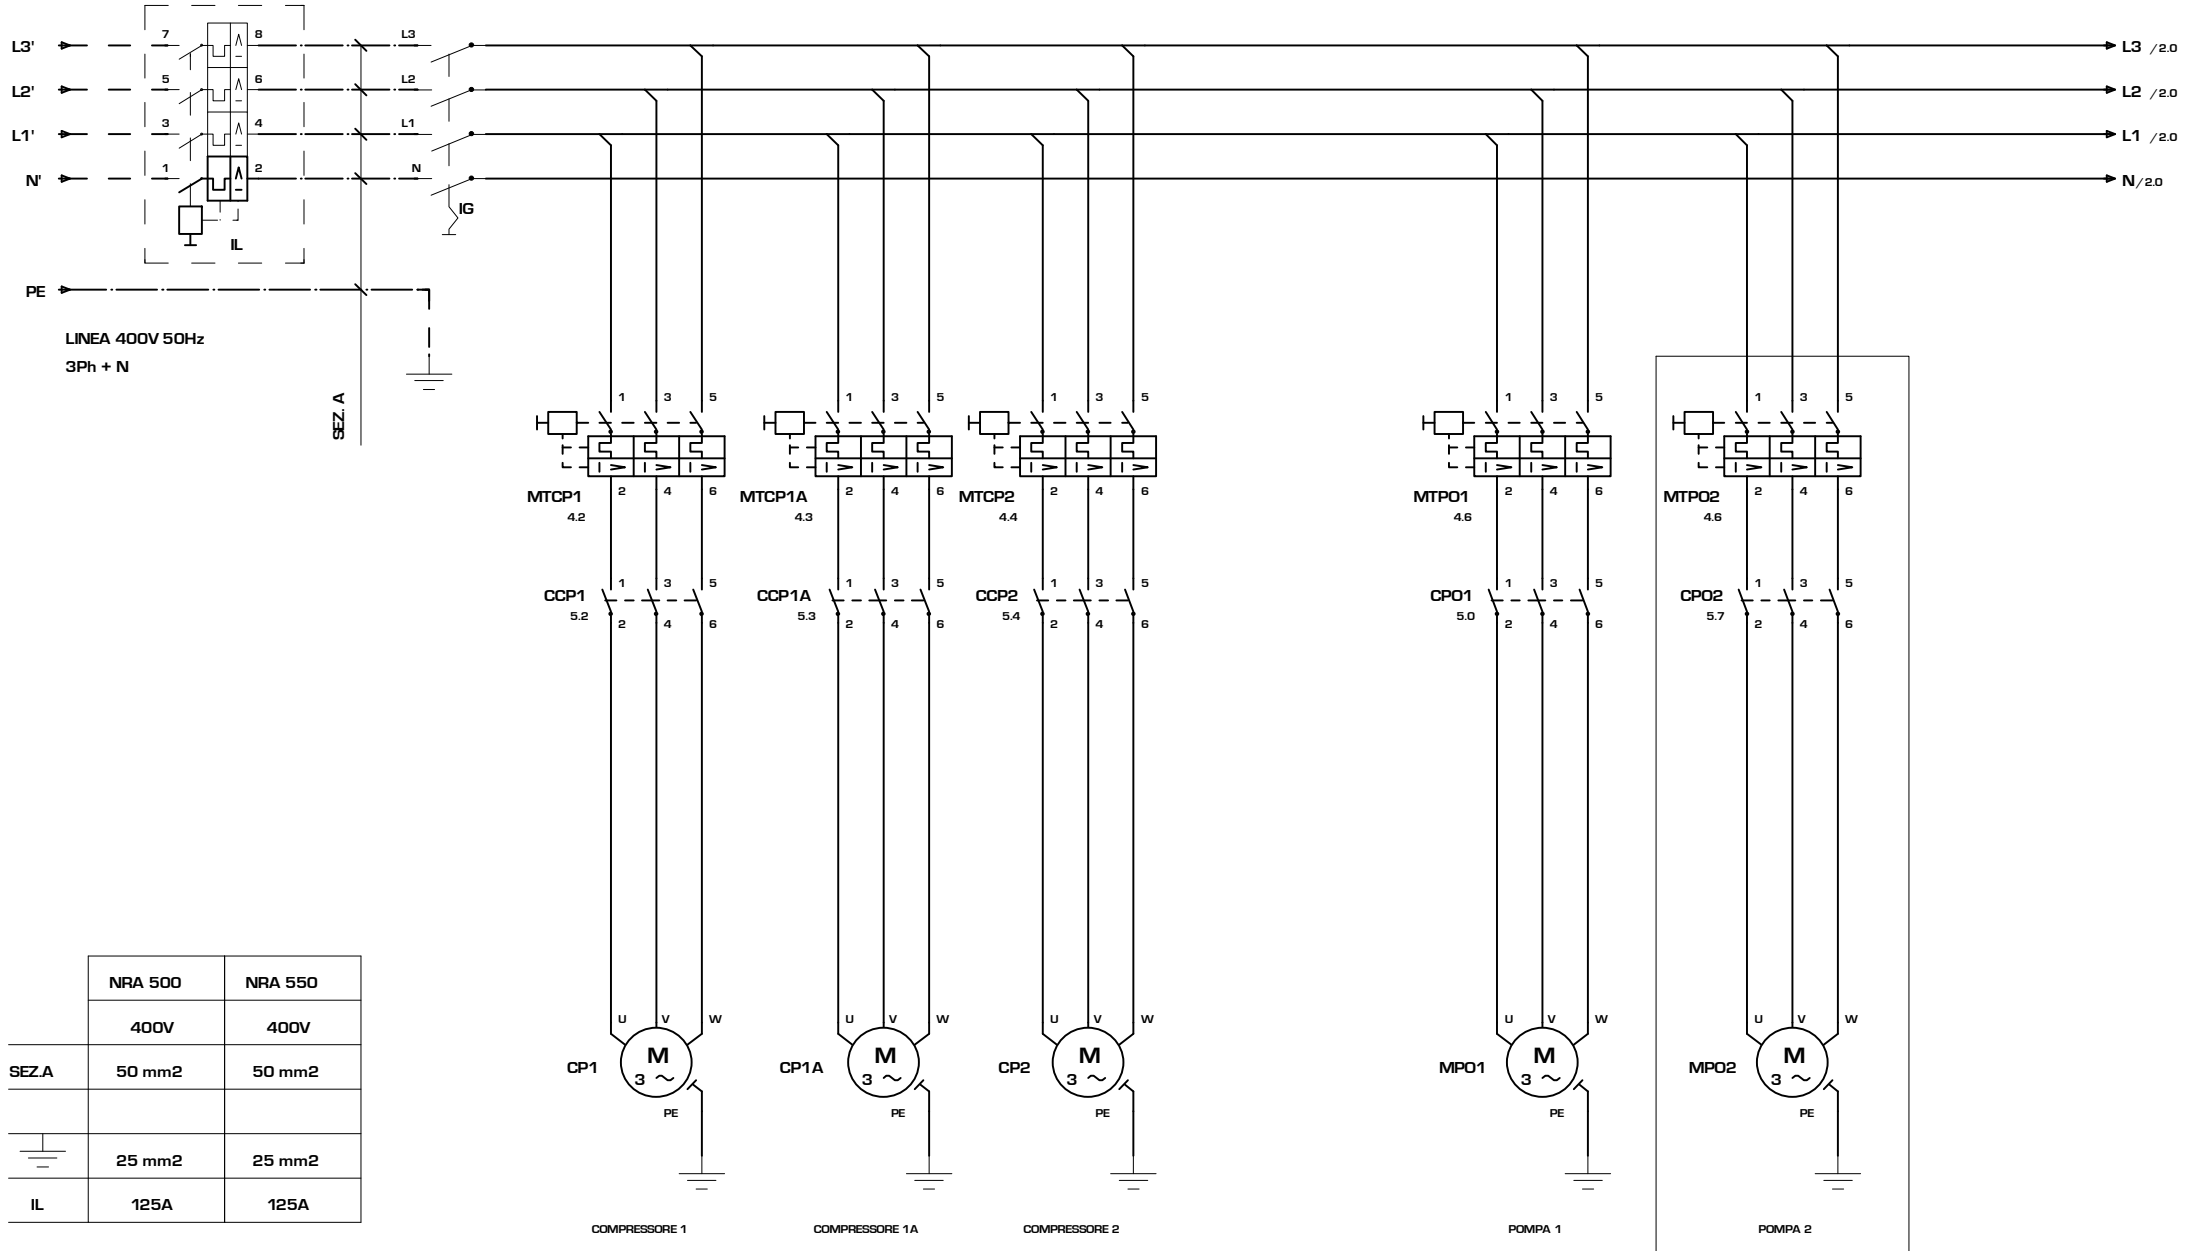 L3' 7 8 L3 L3 /2.0
L2' 5 6 L2 L2 /2.0
L1' 3 4 L1 L1 /2.0
N' 1 2 N N /2.0
IG
IL
PE
LINEA 400V 50Hz
3Ph + N
SEZ. A
1 3 5 1 3 5 1 3 5 1 3 5 1 3 5
I > I > I > I > I > I > I > I > I > I > I > I > I > I > I >
2 4 6 2 4 6 2 4 6 2 4 6 2 4 6
MTCP1 MTCP1A MTCP2 MTPO1 MTPO2
4.2 4.3 4.4 4.6 4.6
1 3 5 1 3 5 1 3 5 1 3 5 1 3 5
CCP1 CCP1A CCP2 CPO1 CPO2
5.2 5.3 5.4 5.0 5.7
2 4 6 2 4 6 2 4 6 2 4 6 2 4 6
NRA 500 NRA 550
400V 400V
SEZ.A 50 mm2 50 mm2
25 mm2 25 mm2
IL 125A 125A
U V W U V W U V W U V W U V W
CP1 M CP1A M CP2 M MPO1 M MPO2 M
3 ~ 3 ~ 3 ~ 3 ~ 3 ~
PE PE PE PE PE
COMPRESSORE 1 COMPRESSORE 1A COMPRESSORE 2 POMPA 1 POMPA 2